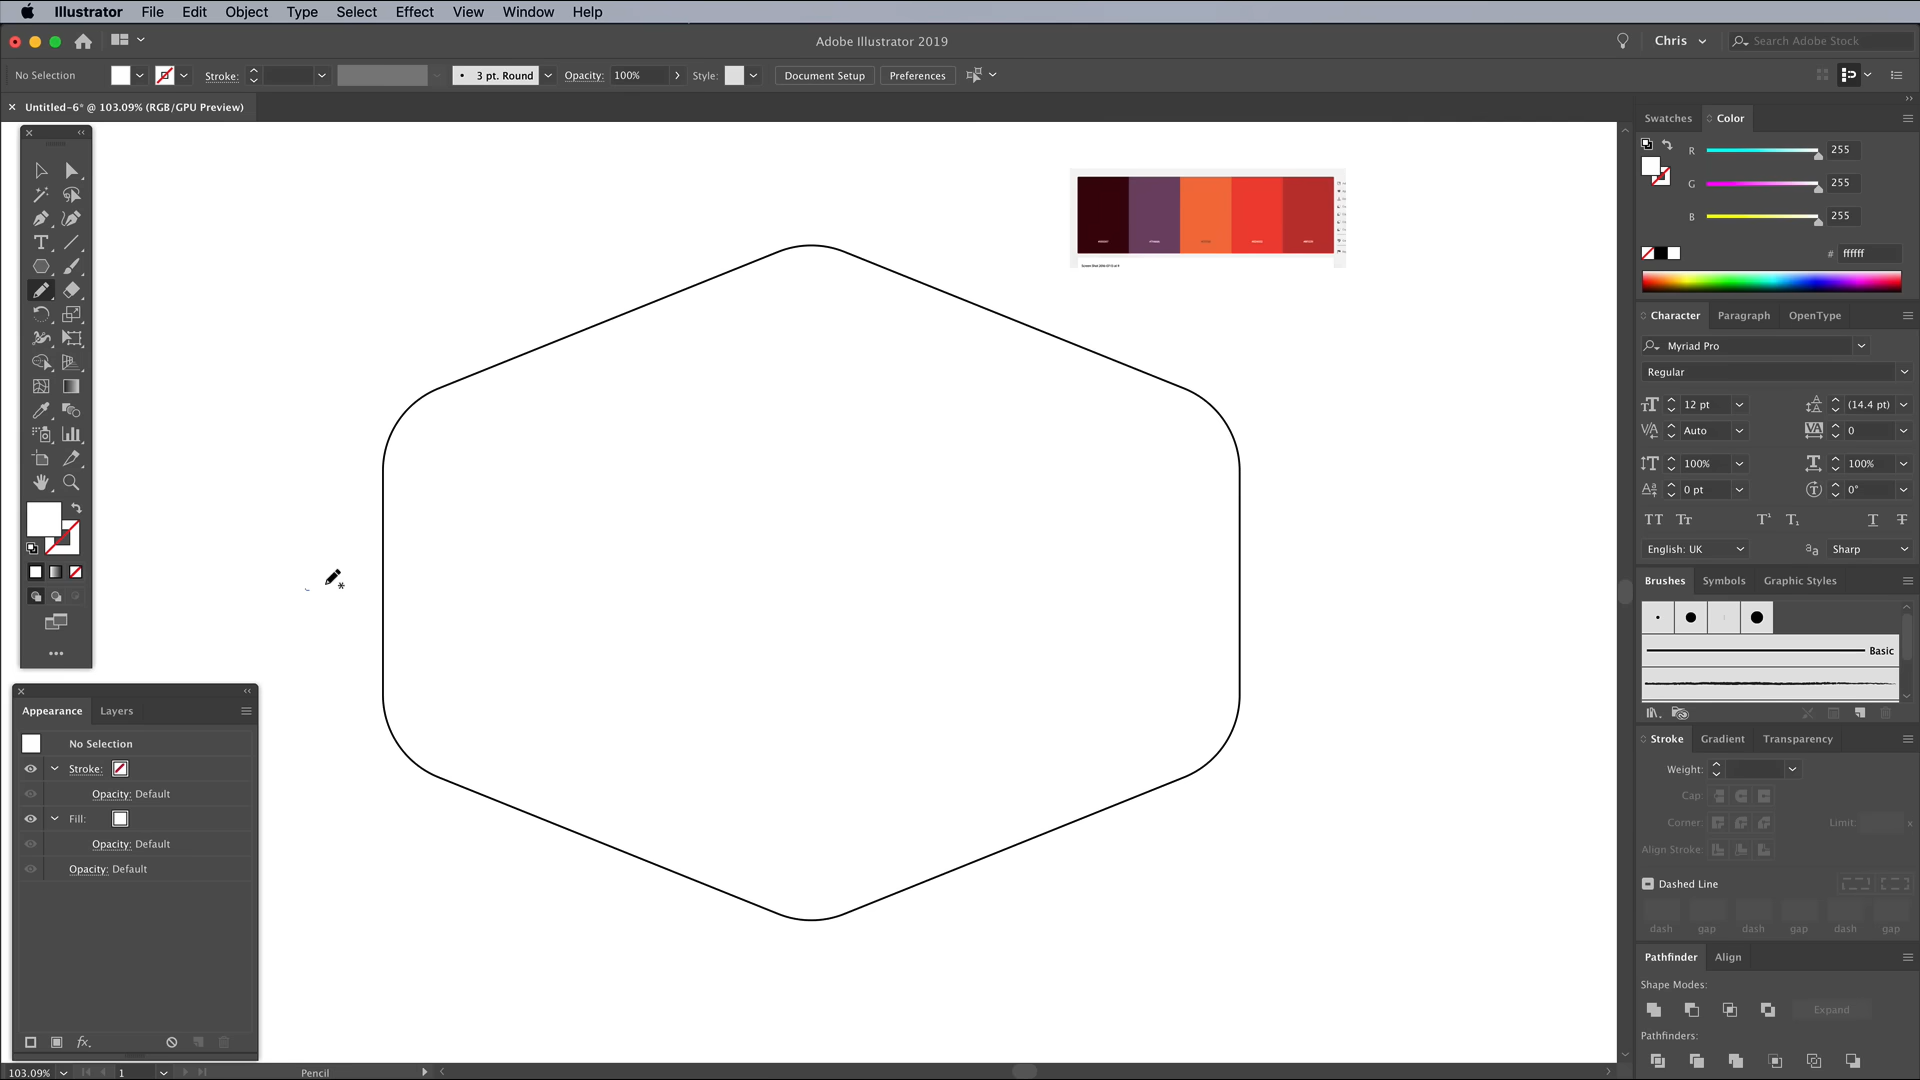 Illustrator File Edit Object Type Select Effect View Window Help
Adobe Illustrator 2019
Chris
Search Adobe Stock
No Selection
Stroke:
3 pt. Round
Opacity: 100%
Style:
Document Setup
Preferences
Untitled-6* @ 103.09% (RGB/GPU Preview)
Swatches
Color
R 255
G 183
B 255
# ffffff
Character Paragraph OpenType
Myriad Pro
Regular
12 pt
(14.4 pt)
Auto
0
100%
100%
0 pt
0°
English: UK
Sharp
Brushes Symbols Graphic Styles
Basic
Stroke Gradient Transparency
Weight:
Cap:
Corner:
Limit:
x
Align Stroke:
Dashed Line
dash gap dash gap dash gap
Pathfinder Align
Shape Modes:
Expand
Pathfinders:
Appearance Layers
No Selection
Stroke:
Opacity: Default
Fill:
Opacity: Default
Opacity: Default
fx.
103.09%
1
Pencil